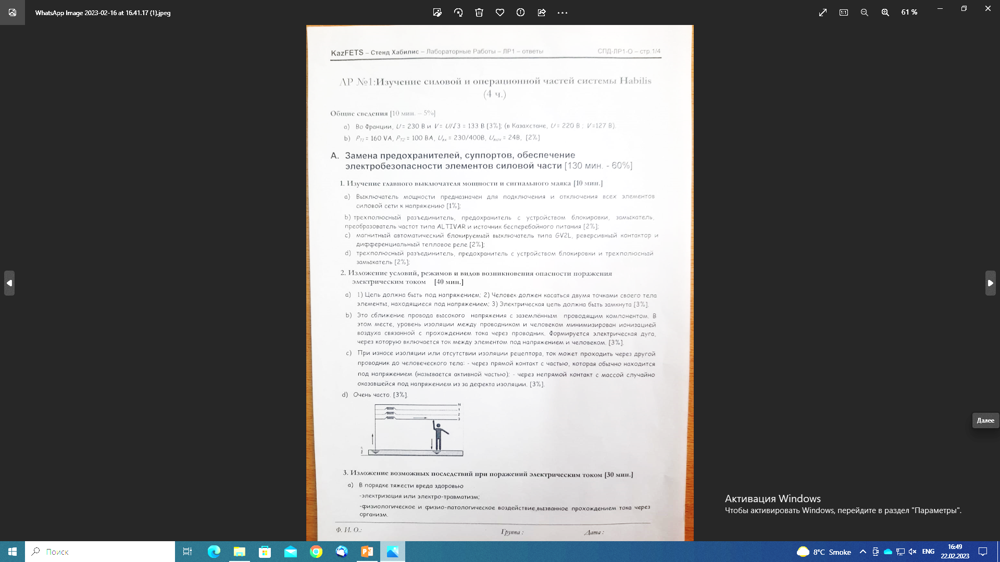 WhatsApp Image 2023-02-16 at 16.41.17 (1).jpeg
61 %
KazFETS – Стенд Хабилис – Лабораторные Работы – ЛР1 – ответы СПД-ЛР1-О – стр.1/4
ЛР №1:Изучение силовой и операционной частей системы Habilis
(4 ч.)
Общие сведения [10 мин. – 5%]
a) Во Франции, U = 230 В и V = U/√3 = 133 В [3%]; (в Казахстане, U = 220 В ; V=127 В).
b) PT1 = 160 VA, PT2 = 100 ВА, Uвх = 230/400В, Uвых = 24В, [2%]
А. Замена предохранителей, суппортов, обеспечение
электробезопасности элементов силовой части [130 мин. - 60%]
1. Изучение главного выключателя мощности и сигнального маяка [10 мин.]
a) Выключатель мощности предназначен для подключения и отключения всех элементов
силовой сети к напряжению [1%];
b) трехполюсный разъединитель, предохранитель с устройством блокировки, замыкатель,
преобразователь частот типа ALTIVAR и источник бесперебойного питания [2%];
c) магнитный автоматический блокируемый выключатель типа GV2L, реверсивный контактор и
дифференциальный тепловое реле [2%];
d) трехполюсный разъединитель, предохранитель с устройством блокировки и трехполюсный
замыкатель [2%];
2. Изложение условий, режимов и видов возникновения опасности поражения
электрическим током [40 мин.]
a) 1) Цепь должна быть под напряжением; 2) Человек должен касаться двумя точками своего тела
элементы, находящиеся под напряжением; 3) Электрическая цепь должна быть замкнута [3%].
b) Это сближение провода высокого напряжения с заземлённым проводящим компонентом. В
этом месте, уровень изоляции между проводником и человеком минимизирован ионизацией
воздуха связанной с прохождением тока через проводник. Формируется электрическая дуга,
через которую включается ток между элементом под напряжением и человеком. [3%].
c) При износе изоляции или отсутствии изоляции рецептора, ток может проходить через другой
проводник до человеческого тела: - через прямой контакт с частью, которая обычно находится
под напряжением (называется активной частью); - через непрямой контакт с массой случайно
оказавшейся под напряжением из за дефекта изоляции. [3%].
d) Очень часто. [3%].
N
1
2
3
3. Изложение возможных последствий при поражений электрическим током [30 мин.]
a) В порядке тяжести вреда здоровью
-электризация или электро-травматизм;
-физиологическое и физио-патологическое воздействие,вызванное прохождением тока через
организм.
Ф. И. О.: Группа : Дата :
Далее
Активация Windows
Чтобы активировать Windows, перейдите в раздел "Параметры".
Поиск
8°C Smoke
ENG
16:49
22.02.2023